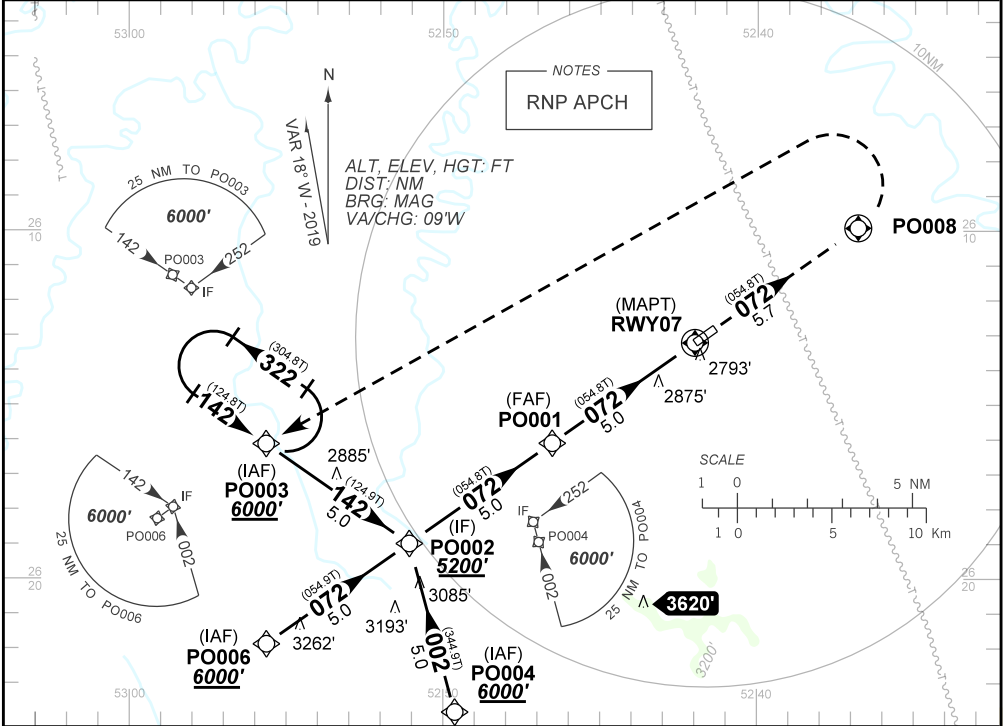 53 00
52 50
52 40
10NM
NOTES
RNP APCH
N
VAR 18° W - 2019
ALT, ELEV, HGT: FT
DIST: NM
BRG: MAG
VA/CHG: 09'W
25 NM TO PO003
6000'
142
252
PO003
IF
26
10
26
10
PO008
(054.8T)
072
5.7
(MAPT)
RWY07
2793'
2875'
(304.8T)
322
(124.8T)
142
(FAF)
PO001
(054.8T)
072
5.0
(IAF)
PO003
6000'
2885'
(124.9T)
142
5.0
(054.8T)
072
5.0
SCALE
1 0 5 NM
1 0 5 10 Km
142
IF
6000'
PO006
002
25 NM TO PO006
252
IF
PO004
6000'
002
25 NM TO PO004
(IF)
PO002
5200'
(054.9T)
072
5.0
3085'
3193'
3262'
3620'
3200'
26
20
26
20
(IAF)
PO006
6000'
(344.9T)
002
5.0
(IAF)
PO004
6000'
53 00
52 50
52 40